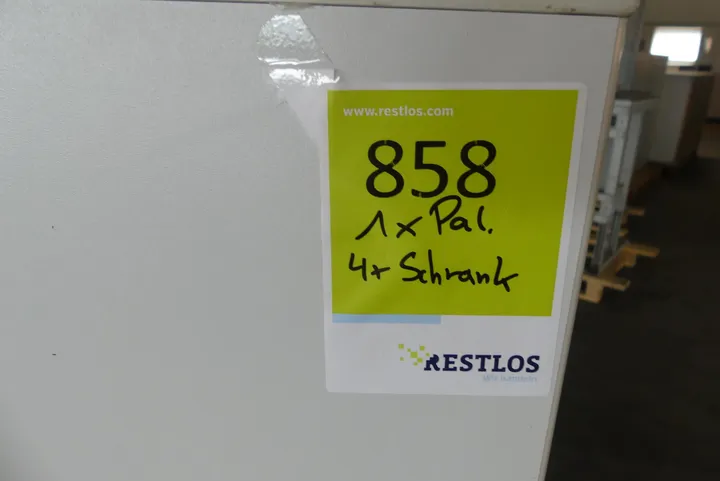 www.restlos.com
858
1x Pal.
4x Schrank
RESTLOS